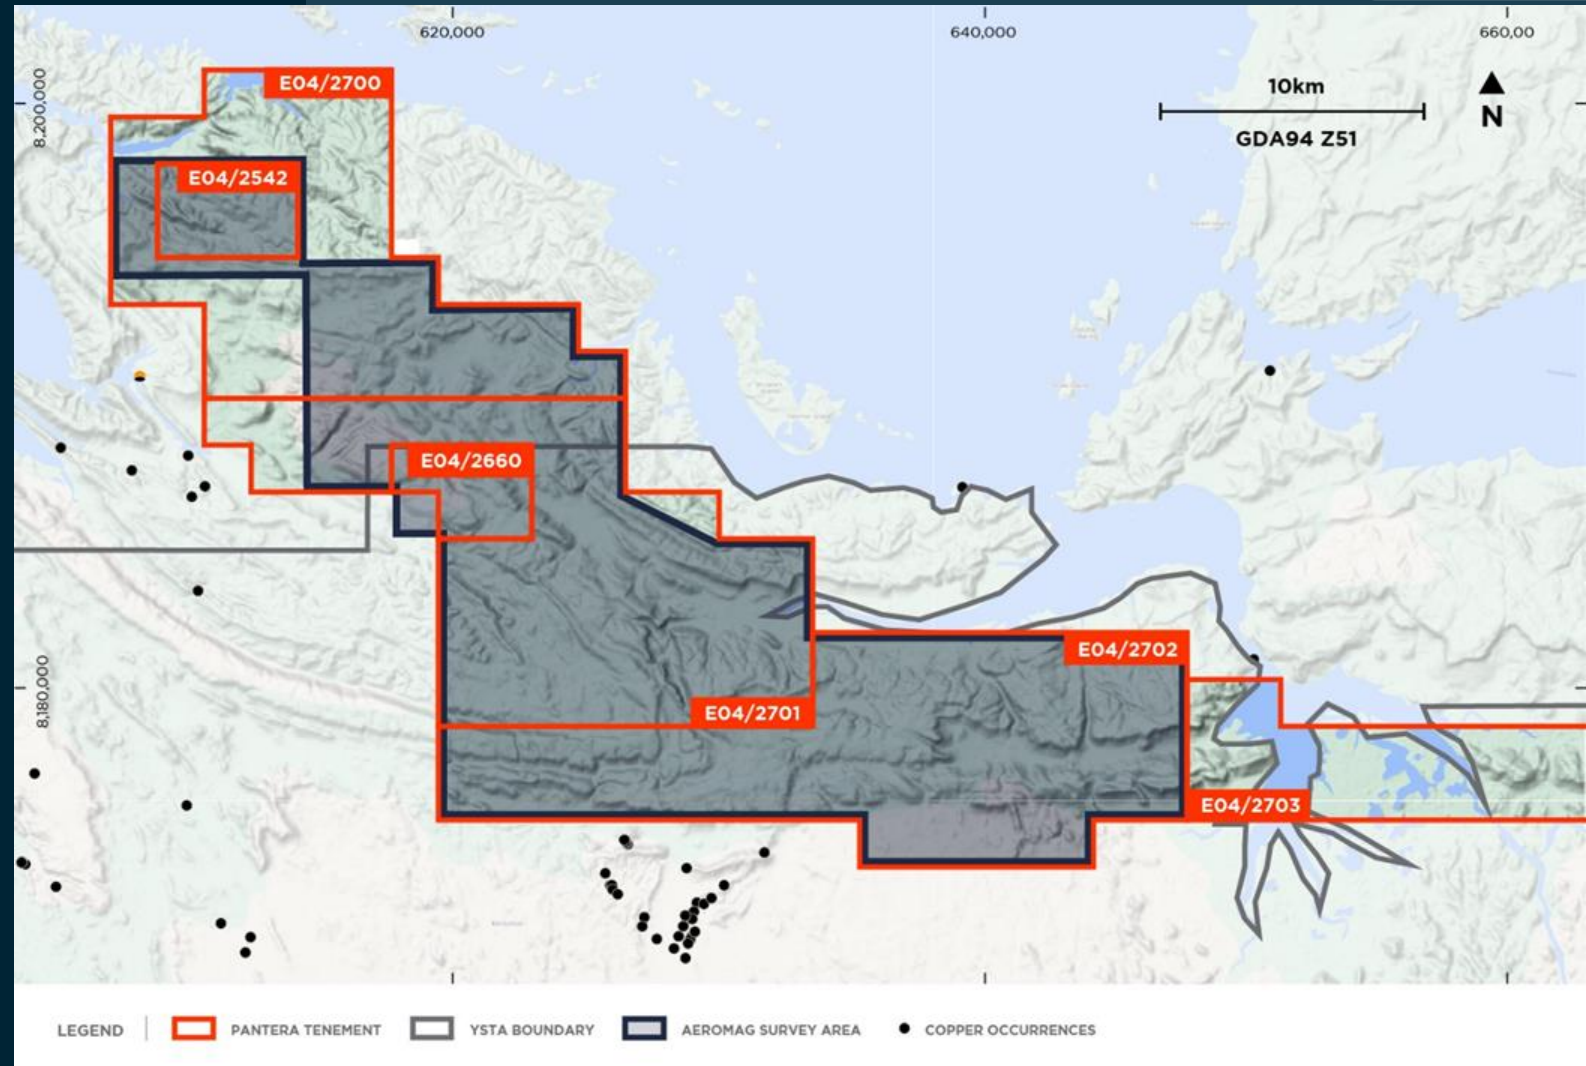 620,000
640,000
660,00
8,200,000
10km
GDA94 Z51
N
E04/2700
E04/2542
E04/2660
8,180,000
E04/2702
E04/2701
E04/2703
LEGEND
PANTERA TENEMENT
YSTA BOUNDARY
AEROMAG SURVEY AREA
COPPER OCCURRENCES